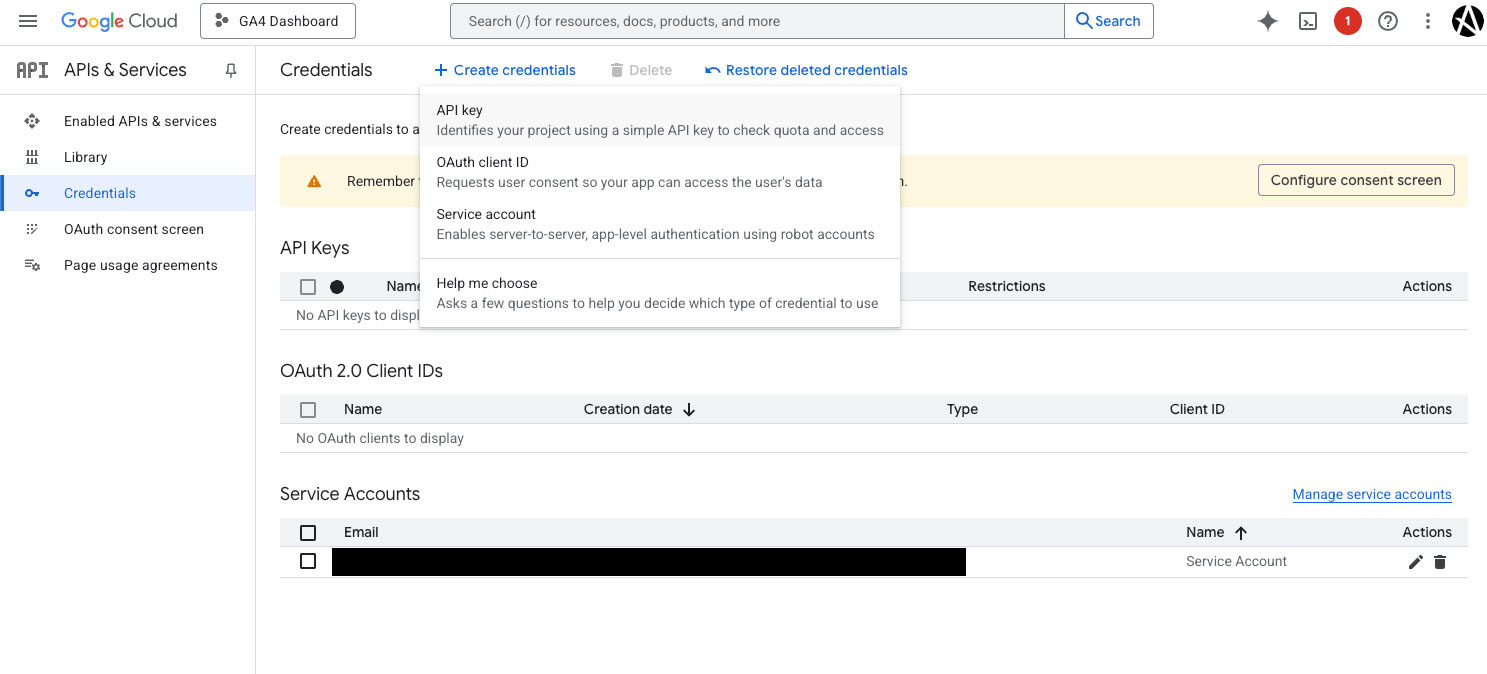 Google Cloud
GA4 Dashboard
Search (/) for resources, docs, products, and more
Search
1
API
APIs & Services
Credentials
Create credentials
Delete
Restore deleted credentials
Enabled APIs & services
Library
Credentials
OAuth consent screen
Page usage agreements
Create credentials to a
API key
Identifies your project using a simple API key to check quota and access
OAuth client ID
Requests user consent so your app can access the user's data
Service account
Enables server-to-server, app-level authentication using robot accounts
Help me choose
Asks a few questions to help you decide which type of credential to use
Remember
Configure consent screen
API Keys
Name
Restrictions
Actions
No API keys to displ
OAuth 2.0 Client IDs
Name
Creation date
Type
Client ID
Actions
No OAuth clients to display
Service Accounts
Manage service accounts
Email
Name
Actions
Service Account